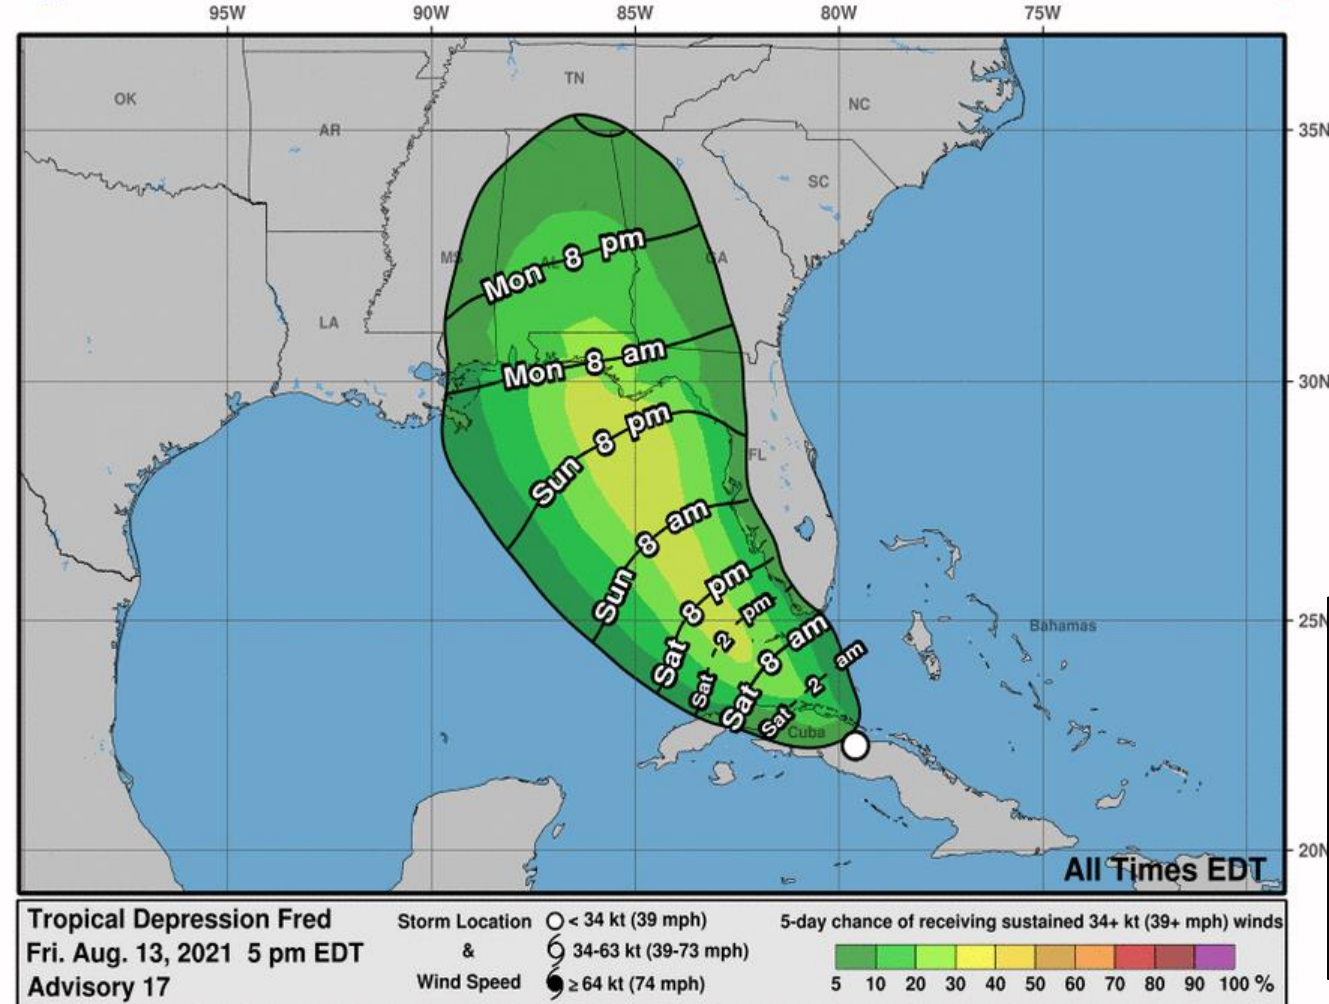 95W 90W 85W 80W 75W
TN
OK
NC
AR
35N
SC
MS
AL
GA
Mon 8 pm
LA
Mon 8 am
30N
Sun 8 pm
FL
Sun 8 am
Sat 8 pm
Sat 2 pm
25N
Bahamas
Sat 8 am
Sat 2 am
Cuba
20N
All Times EDT
Tropical Depression Fred
Fri. Aug. 13, 2021 5 pm EDT
Advisory 17
Storm Location
&
Wind Speed
< 34 kt (39 mph)
34-63 kt (39-73 mph)
≥ 64 kt (74 mph)
5-day chance of receiving sustained 34+ kt (39+ mph) winds
5 10 20 30 40 50 60 70 80 90 100 %